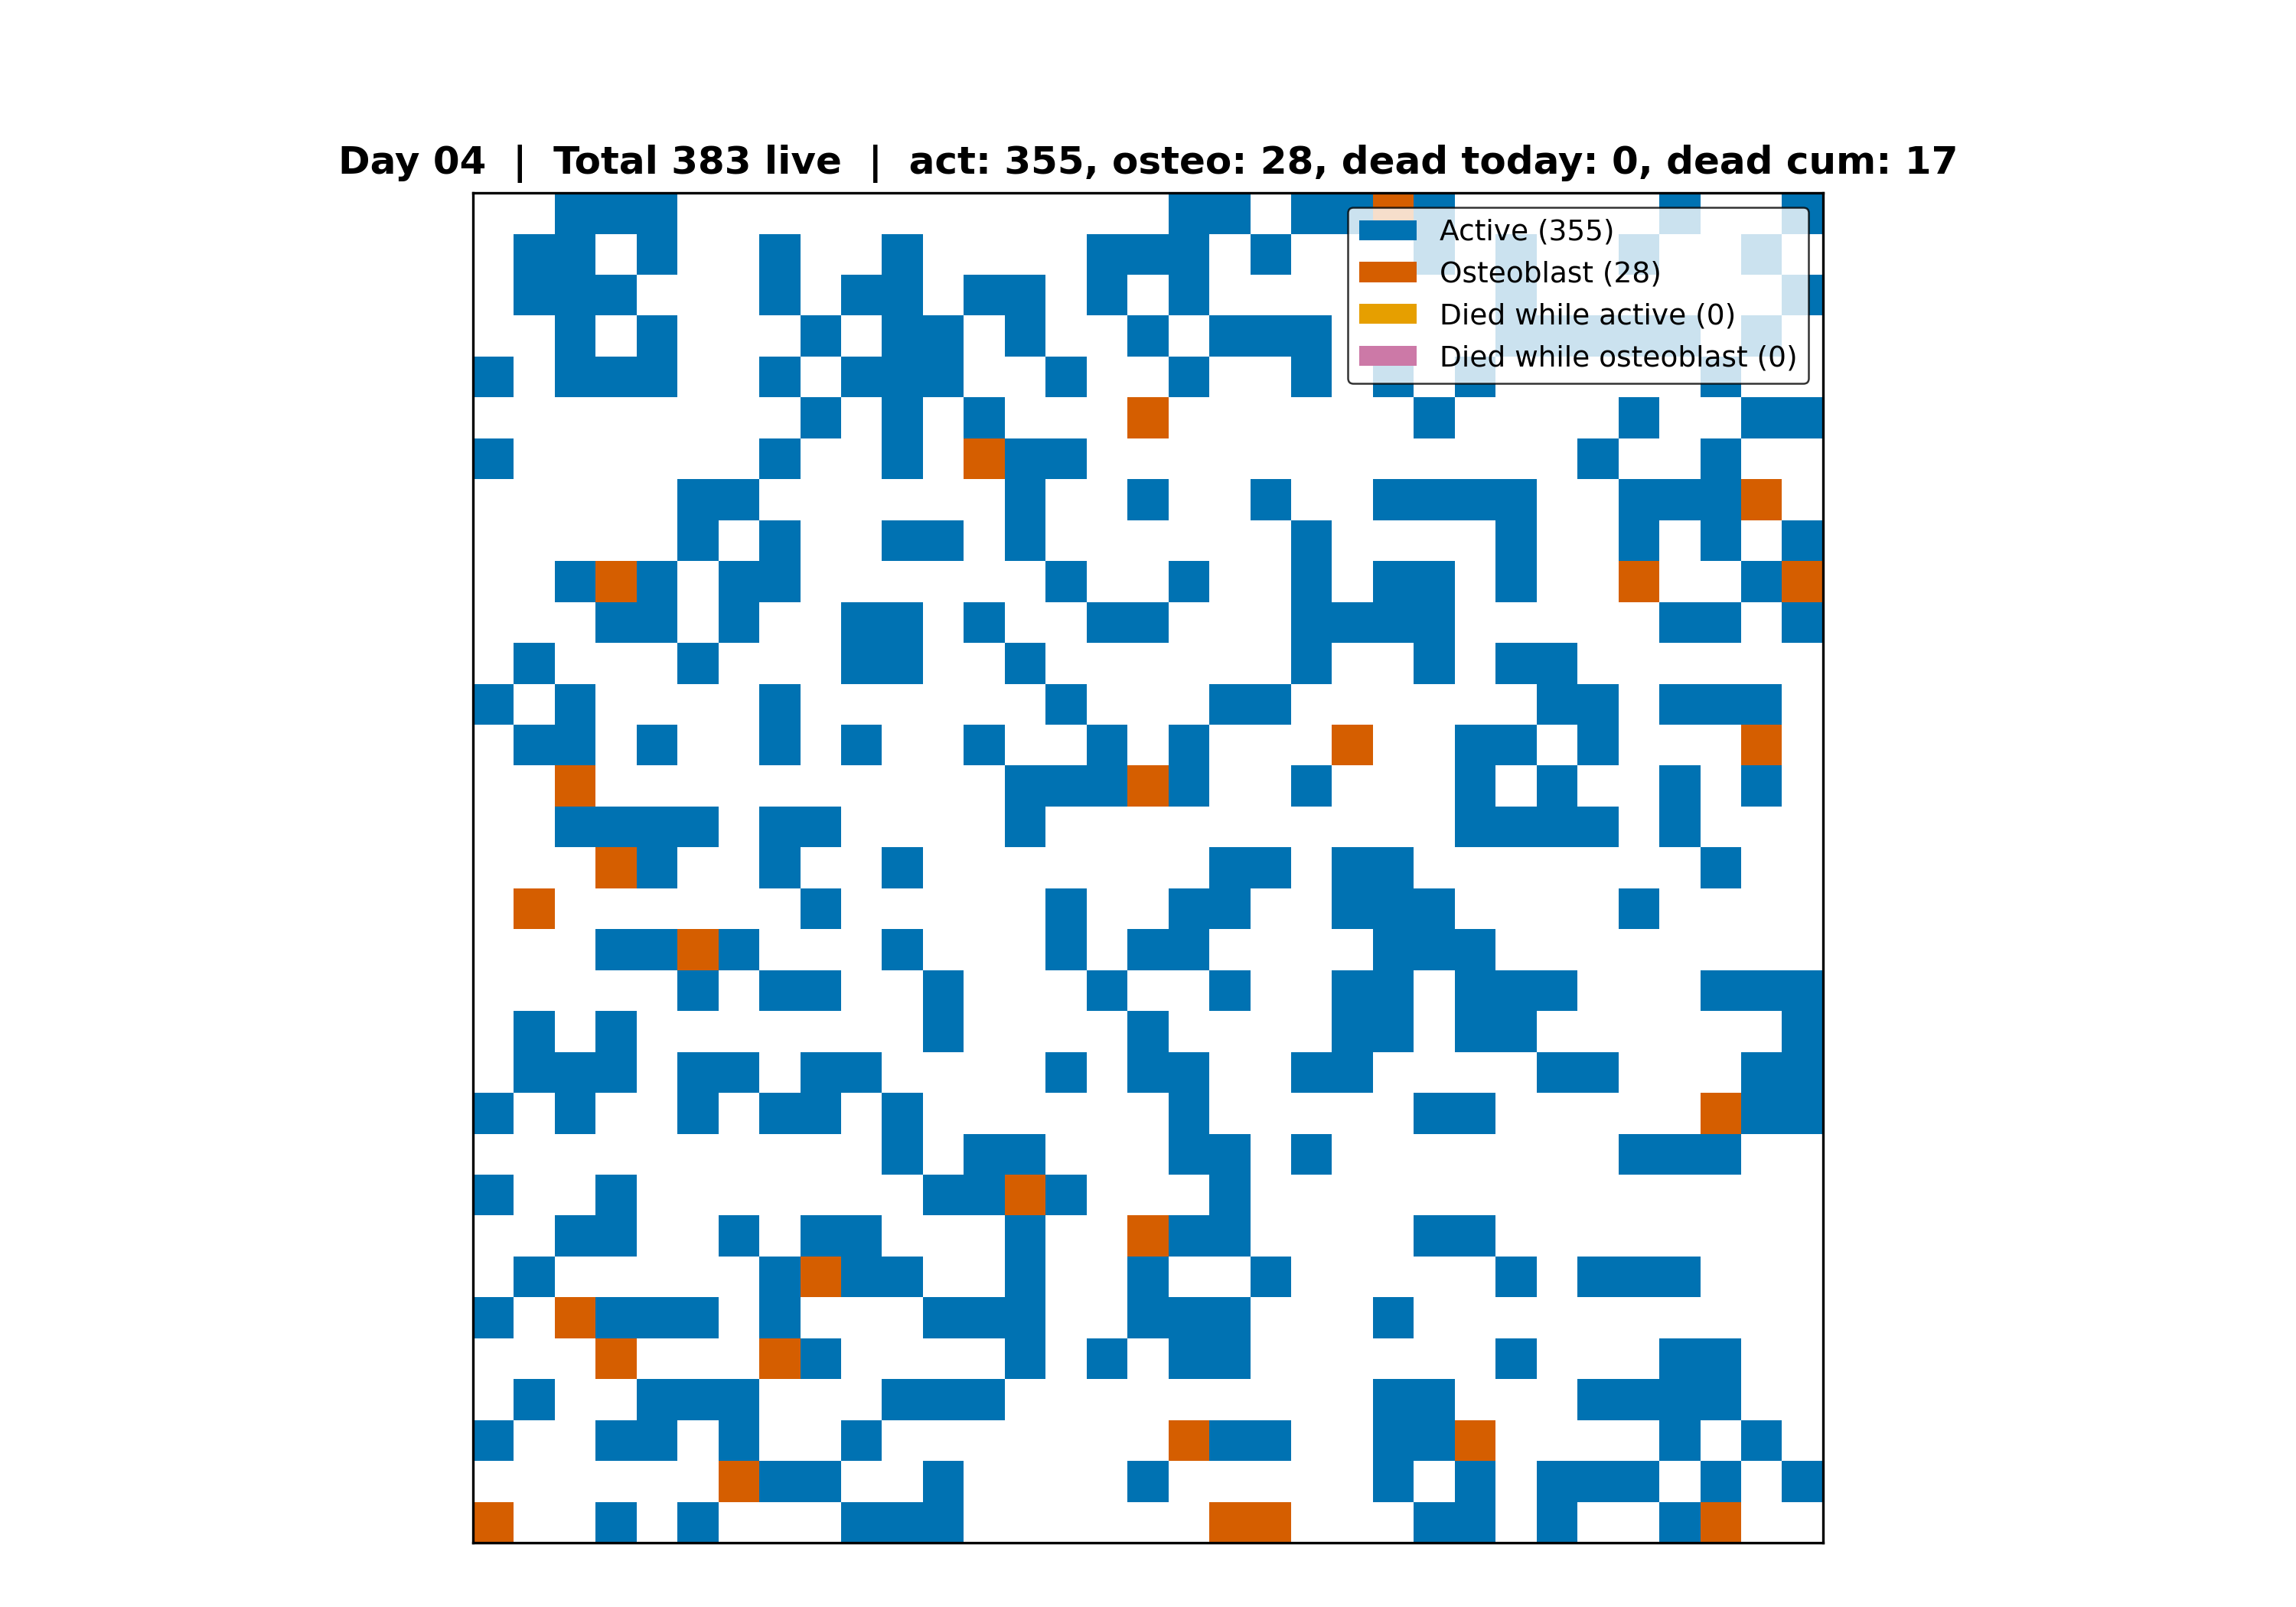 Day 04 | Total 383 live | act: 355, osteo: 28, dead today: 0, dead cum: 17
Active (355)
Osteoblast (28)
Died while active (0)
Died while osteoblast (0)